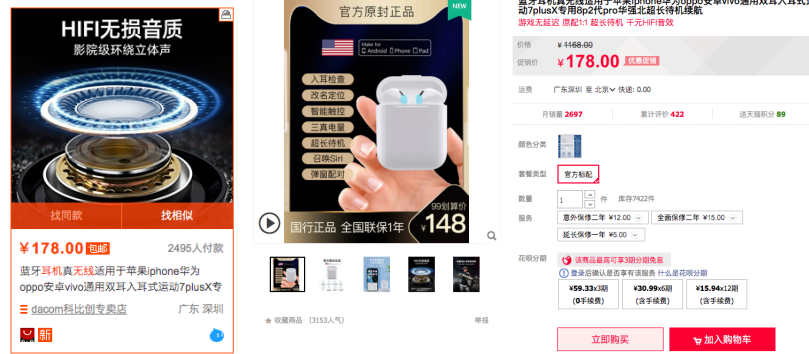 HIFI无损音质
影院级环绕立体声
找同款
找相似
¥178.00 包邮
2495人付款
蓝牙耳机真无线适用于苹果iphone华为
oppo安卓vivo通用双耳入耳式运动7plusX专
dacom科比创专卖店
广东 深圳
新
官方原封正品
NEW
Made for
Android iPhone iPad
入耳检查
改名定位
智能触控
三真电量
超长待机
召唤Siri
弹窗配对
99划算价
国行正品 全国联保1年
¥148
收藏商品 （3153人气）
举报
蓝牙耳机真无线适用于苹果iphone华为oppo安卓vivo通用双耳入耳式运
动7plusX专用8p2代pro华强北超长待机续航
游戏无延迟 原配1:1 超长待机 千元HIFI音效
价格
¥ 1168.00
促销价
¥178.00 优惠促销
运费
广东深圳 至 北京 快递: 0.00
月销量 2697
累计评价 422
送天猫积分 89
颜色分类
套餐类型
官方标配
数量
1
件
库存7422件
服务
意外保修二年 ¥12.00
全面保修二年 ¥15.00
延长保修一年 ¥5.00
花呗分期
该商品最高可享3期分期免息
登录后确认是否享有该服务 什么是花呗分期
¥59.33x3期
(0手续费)
¥30.99x6期
(含手续费)
¥15.94x12期
(含手续费)
立即购买
加入购物车